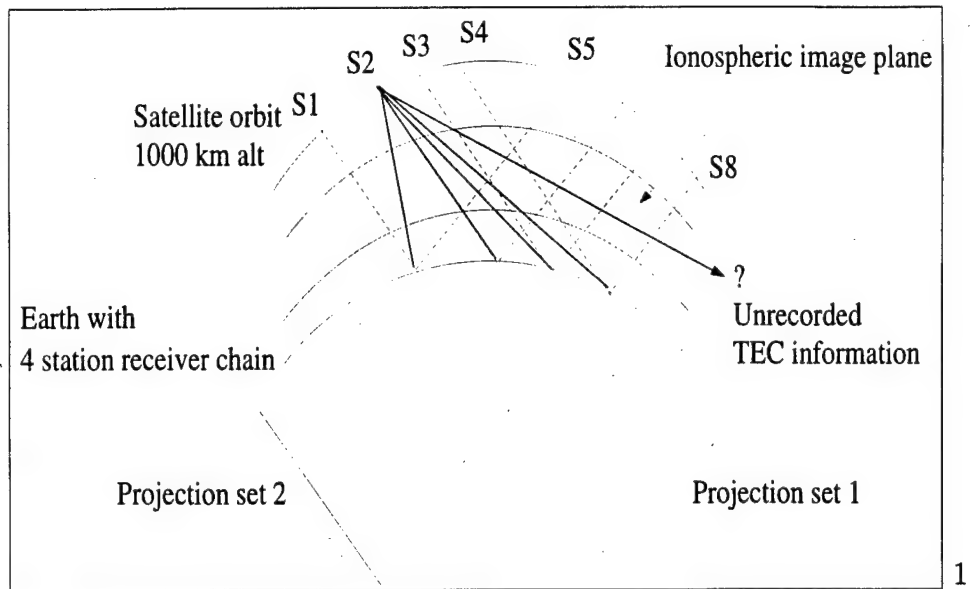 S4
S3
S5
S2
Ionospheric image plane
S1
Satellite orbit
1000 km alt
S8
?
Earth with
4 station receiver chain
Unrecorded
TEC information
Projection set 2
Projection set 1
1